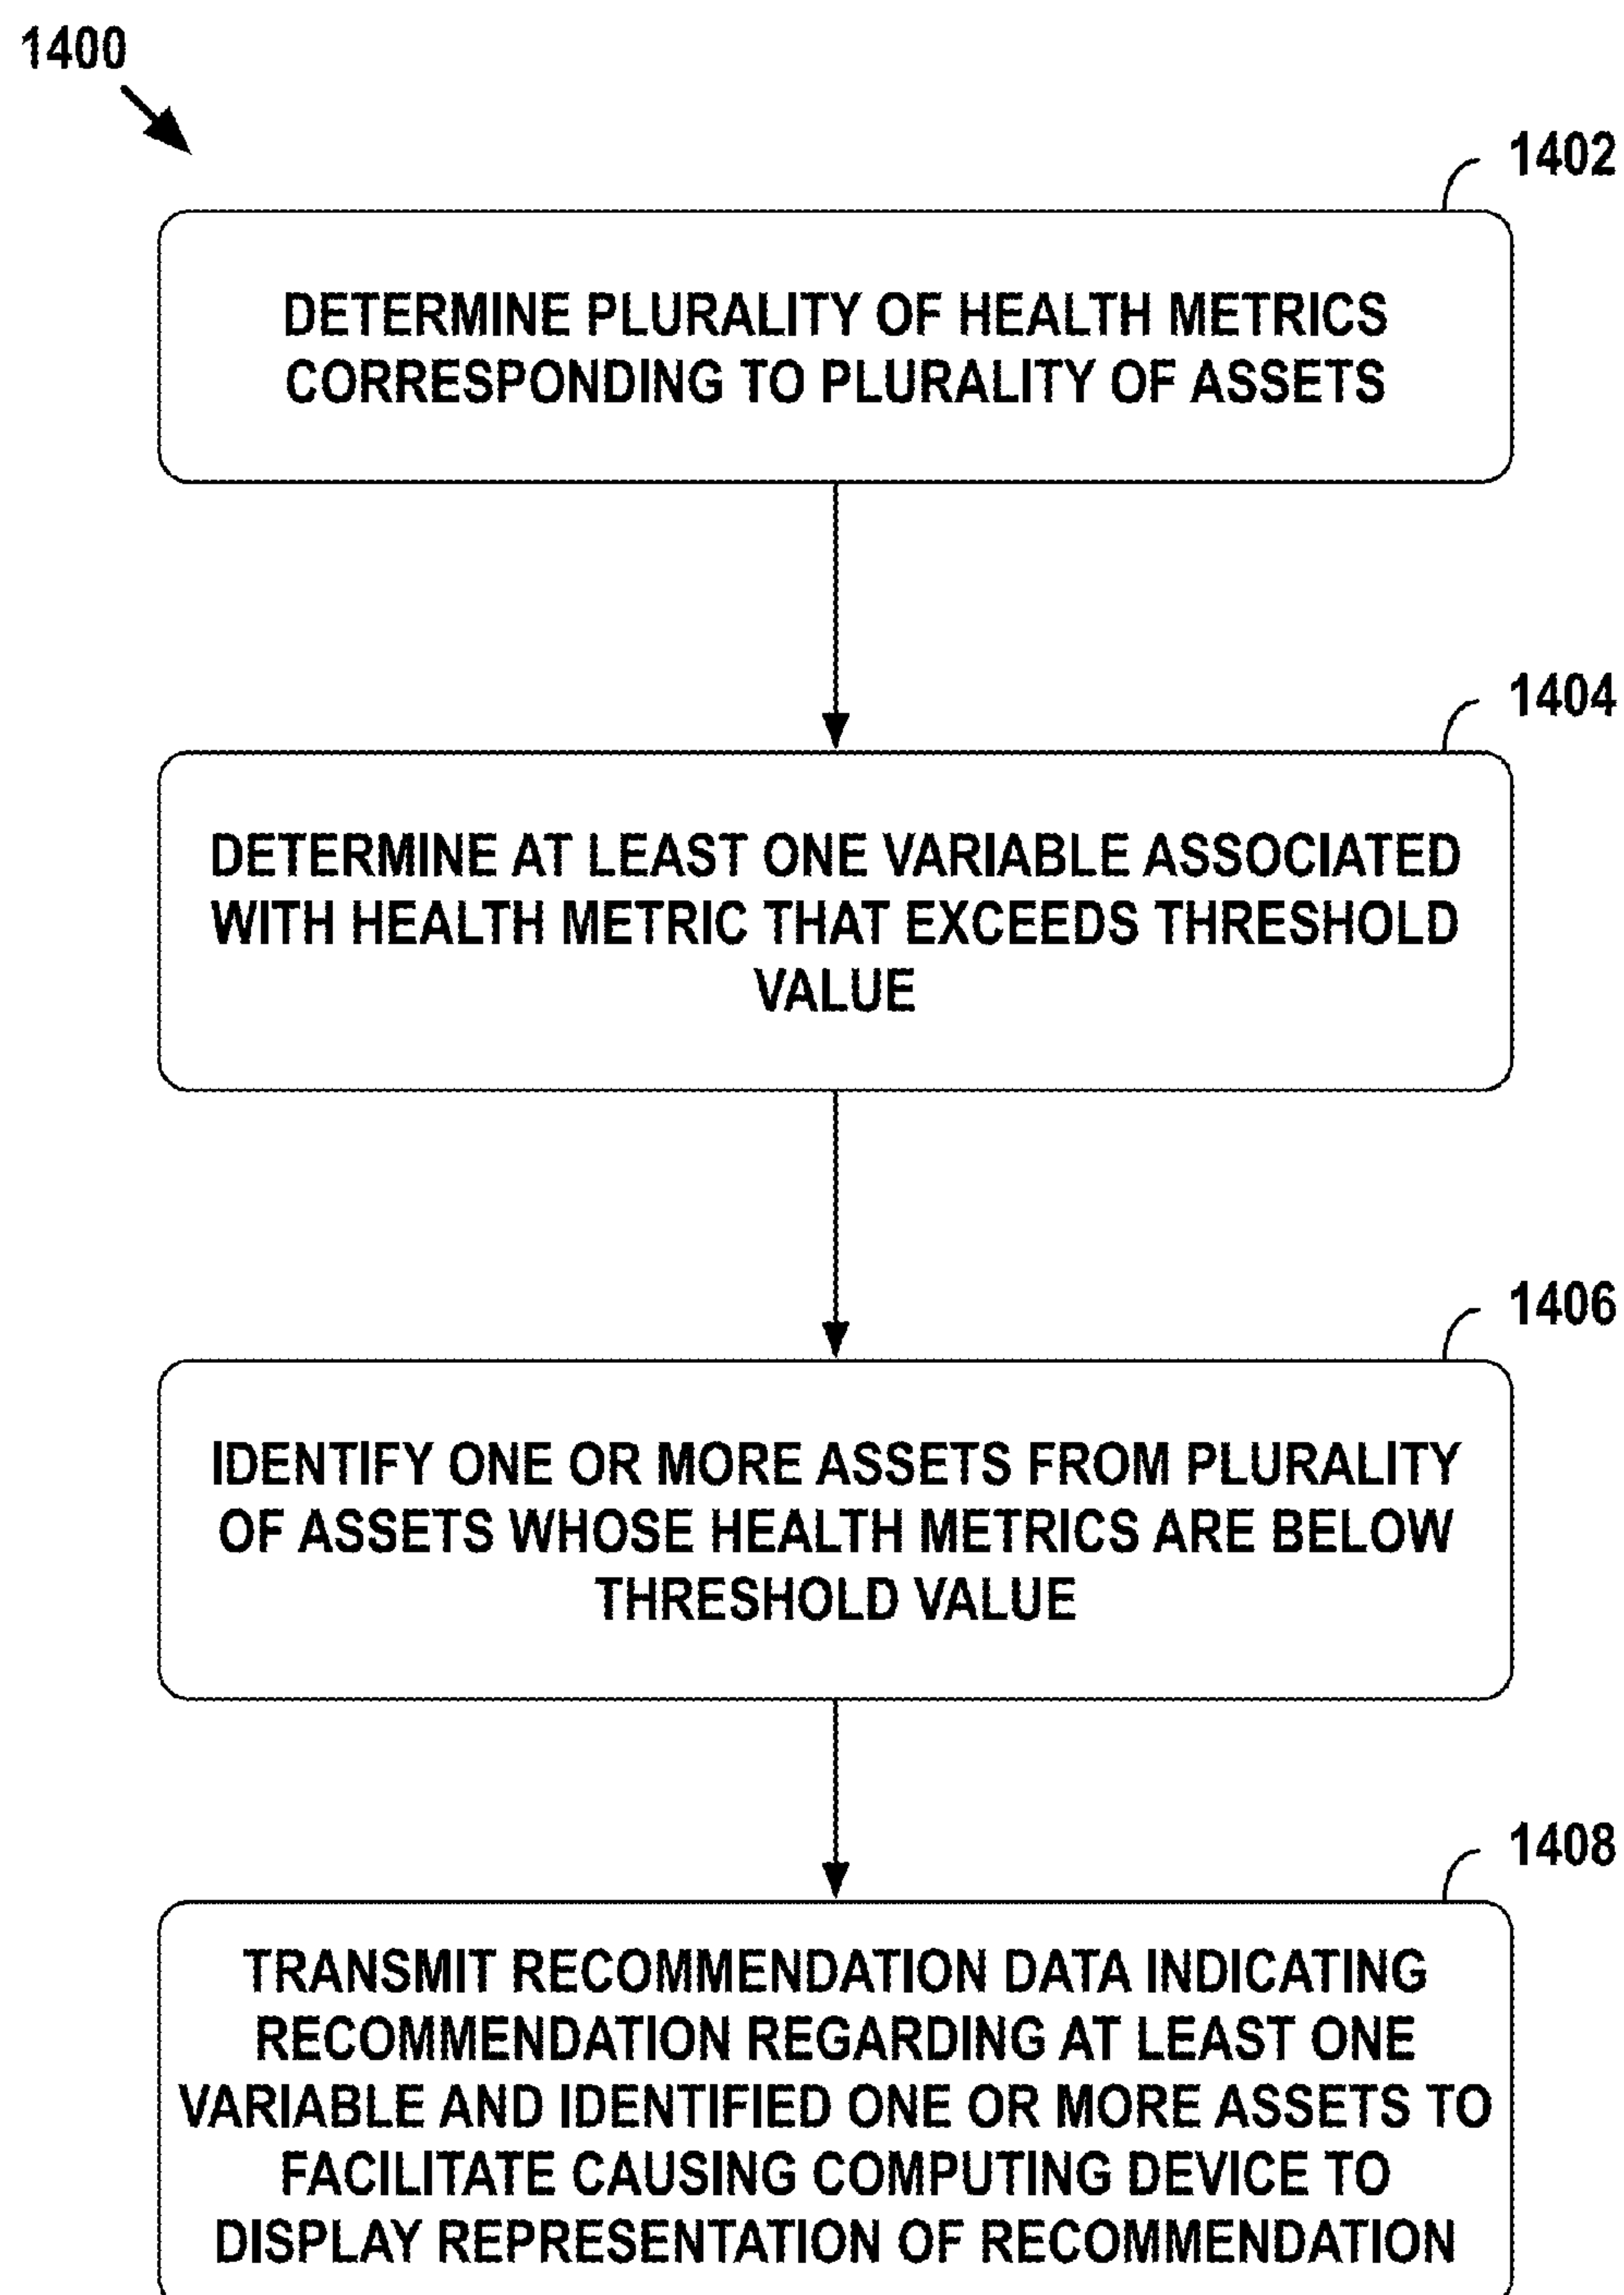 1400
1402
DETERMINE PLURALITY OF HEALTH METRICS
CORRESPONDING TO PLURALITY OF ASSETS
1404
DETERMINE AT LEAST ONE VARIABLE ASSOCIATED
WITH HEALTH METRIC THAT EXCEEDS THRESHOLD
VALUE
1406
IDENTIFY ONE OR MORE ASSETS FROM PLURALITY
OF ASSETS WHOSE HEALTH METRICS ARE BELOW
THRESHOLD VALUE
1408
TRANSMIT RECOMMENDATION DATA INDICATING
RECOMMENDATION REGARDING AT LEAST ONE
VARIABLE AND IDENTIFIED ONE OR MORE ASSETS TO
FACILITATE CAUSING COMPUTING DEVICE TO
DISPLAY REPRESENTATION OF RECOMMENDATION